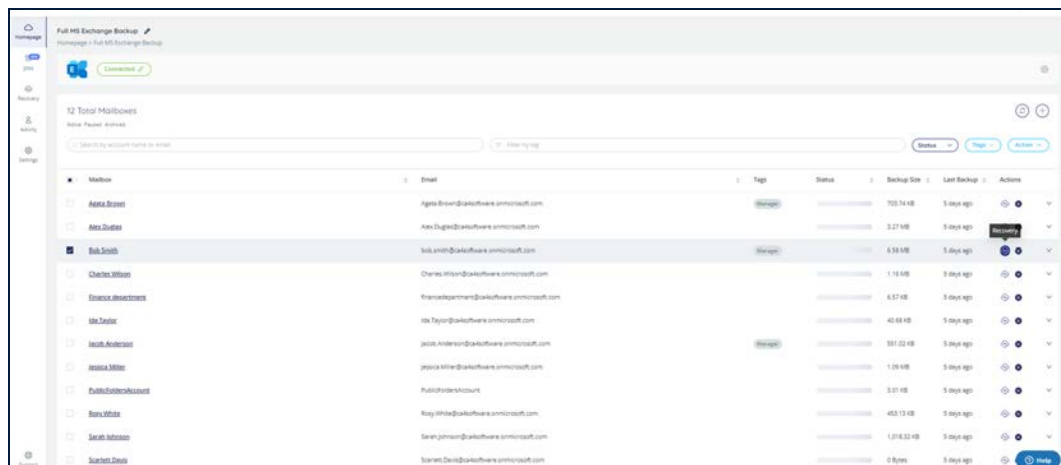 Homepage
Full MS Exchange Backup
Homepage > Full MS Exchange Backup
Jobs
Recovery
Activity
Settings
Connected
12 Total Mailboxes
Active Paused Archived
Search by account name or email
Filter by tag
Status
Tags
Action
Mailbox Email Tags Status Backup Size Last Backup Actions
Agata Brown Agata.Brown@ca4software.onmicrosoft.com Manager 703.74 KB 5 days ago
Alex Dugles Alex.Dugles@ca4software.onmicrosoft.com 3.27 MB 5 days ago
Recovery
Bob Smith bob.smith@ca4software.onmicrosoft.com Manager 6.58 MB 5 days ago
Charles Wilson Charles.Wilson@ca4software.onmicrosoft.com 1.16 MB 5 days ago
Finance department financedepartment@ca4software.onmicrosoft.com 6.57 KB 5 days ago
Ida Taylor Ida.Taylor@ca4software.onmicrosoft.com 40.68 KB 5 days ago
Jacob Anderson Jacob.Anderson@ca4software.onmicrosoft.com Manager 551.02 KB 5 days ago
Jessica Miller jessica.Miller@ca4software.onmicrosoft.com 1.09 MB 5 days ago
PublicFoldersAccount PublicFoldersAccount 3.01 KB 5 days ago
Roxy White Roxy.White@ca4software.onmicrosoft.com 453.13 KB 5 days ago
Sarah Johnson Sarah.Johnson@ca4software.onmicrosoft.com 1,018.32 KB 5 days ago
Scarlett Davis Scarlett.Davis@ca4software.onmicrosoft.com 0 Bytes 5 days ago
Help